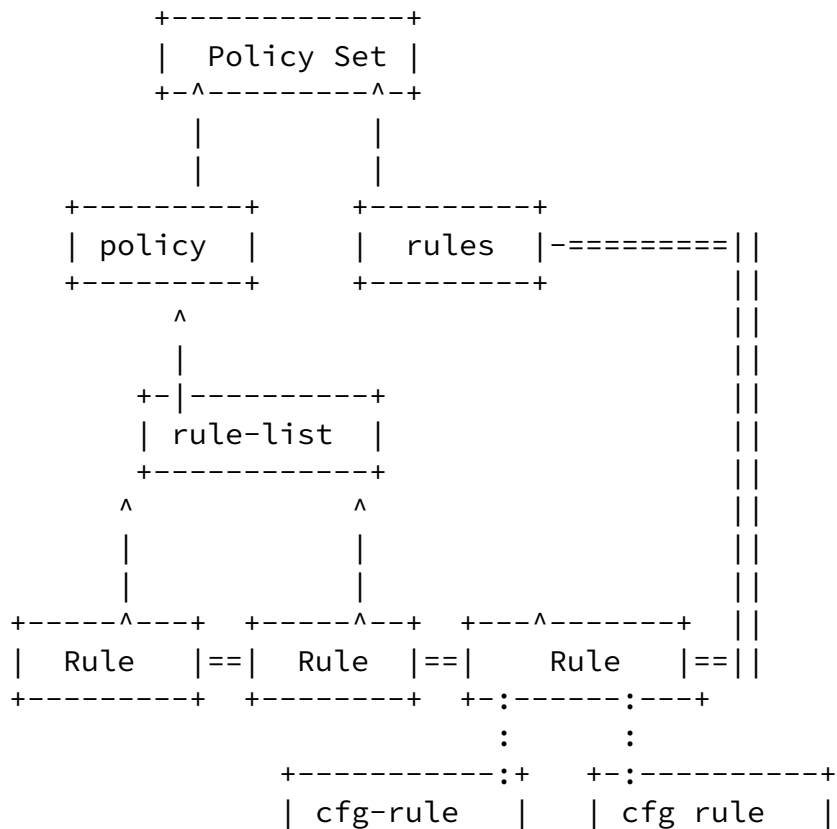 Policy Set
policy rules
rule-list
Rule Rule Rule
cfg-rule cfg rule